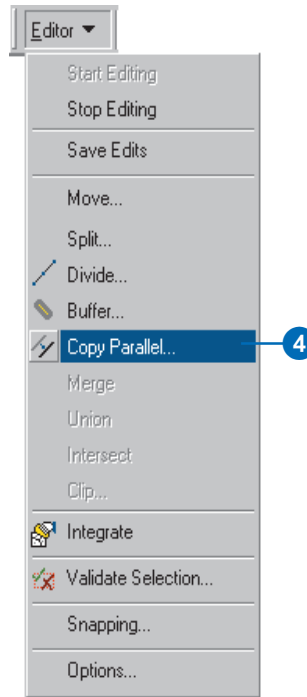 Editor
Start Editing
Stop Editing
Save Edits
Move...
Split...
Divide...
Buffer...
Copy Parallel...
4
Merge
Union
Intersect
Clip...
Integrate
Validate Selection...
Snapping...
Options...